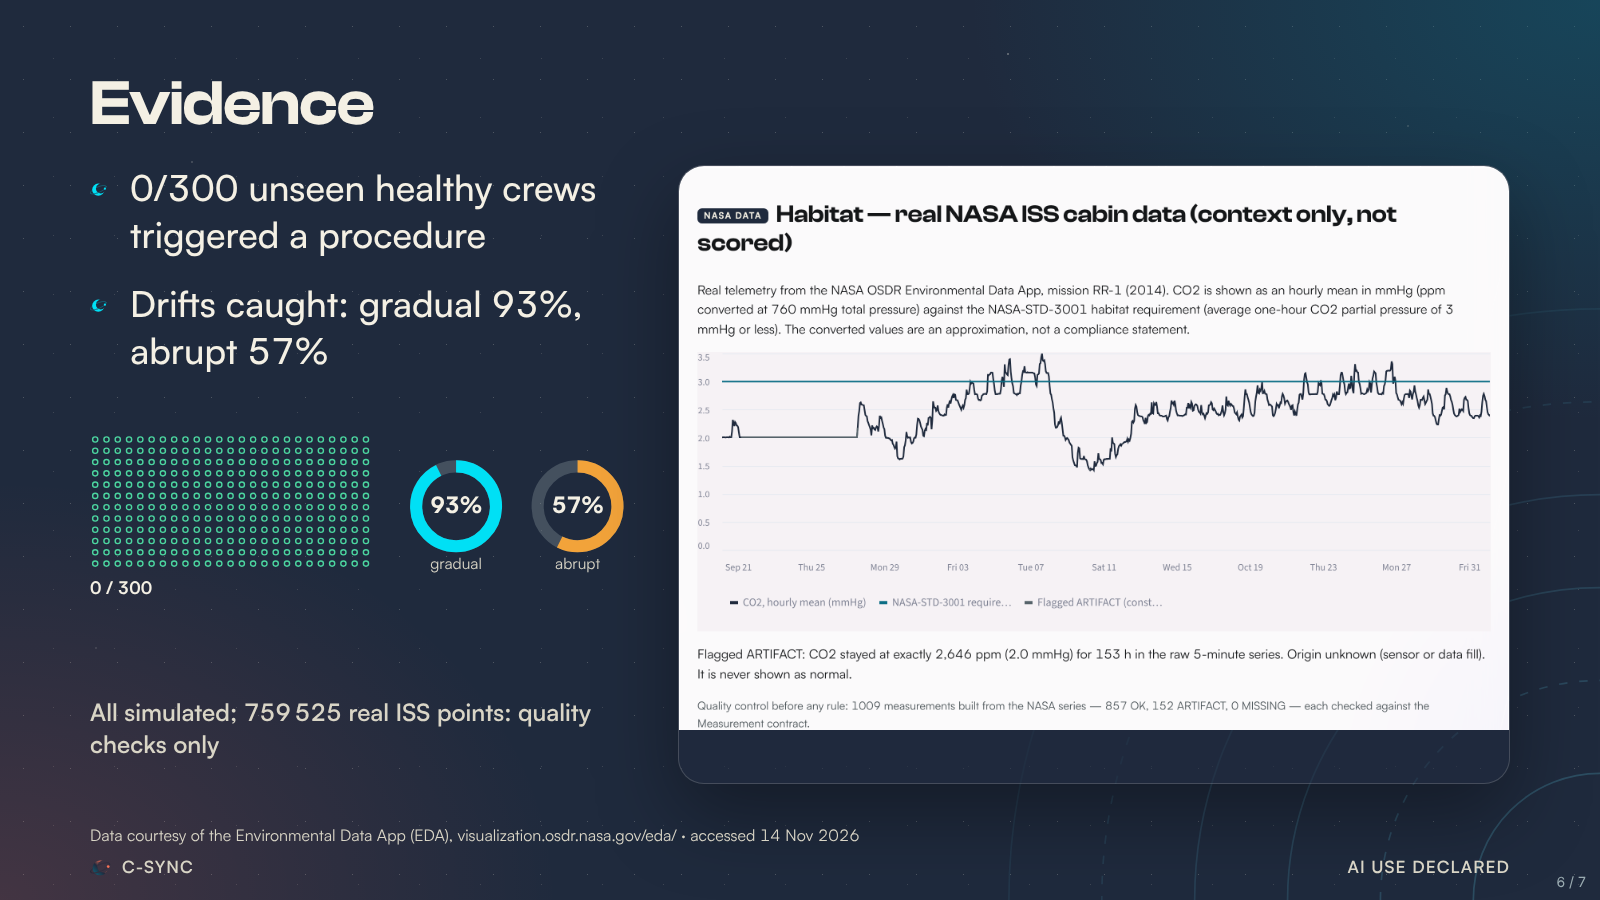 Evidence
0/300 unseen healthy crews
triggered a procedure
Drifts caught: gradual 93%,
abrupt 57%
0 / 300
93%
gradual
57%
abrupt
All simulated; 759 525 real ISS points: quality
checks only
NASA DATA Habitat — real NASA ISS cabin data (context only, not
scored)
Real telemetry from the NASA OSDR Environmental Data App, mission RR-1 (2014). CO2 is shown as an hourly mean in mmHg (ppm
converted at 760 mmHg total pressure) against the NASA-STD-3001 habitat requirement (average one-hour CO2 partial pressure of 3
mmHg or less). The converted values are an approximation, not a compliance statement.
3.5
3.0
2.5
2.0
1.5
1.0
0.5
0.0
Sep 21 Thu 25 Mon 29 Fri 03 Tue 07 Sat 11 Wed 15 Oct 19 Thu 23 Mon 27 Fri 31
CO2, hourly mean (mmHg) NASA-STD-3001 require... Flagged ARTIFACT (const...
Flagged ARTIFACT: CO2 stayed at exactly 2,646 ppm (2.0 mmHg) for 153 h in the raw 5-minute series. Origin unknown (sensor or data fill).
It is never shown as normal.
Quality control before any rule: 1009 measurements built from the NASA series — 857 OK, 152 ARTIFACT, 0 MISSING — each checked against the
Measurement contract.
Data courtesy of the Environmental Data App (EDA), visualization.osdr.nasa.gov/eda/ · accessed 14 Nov 2026
C-SYNC
AI USE DECLARED
6 / 7